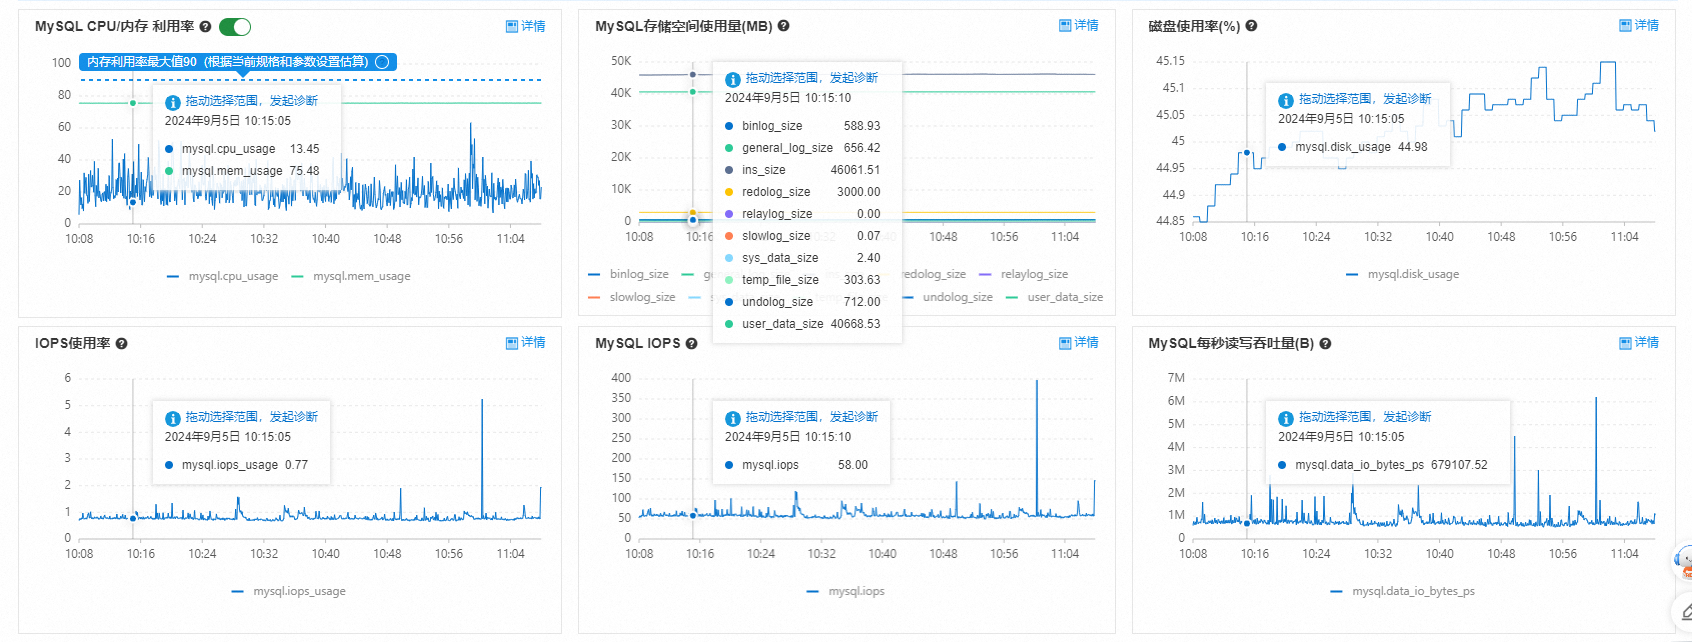 MySQL CPU/内存 利用率
详情
内存利用率最大值90（根据当前规格和参数设置估算）
100
80
60
40
20
0
拖动选择范围，发起诊断
2024年9月5日 10:15:05
mysql.cpu_usage 13.45
mysql.mem_usage 75.48
10:08 10:16 10:24 10:32 10:40 10:48 10:56 11:04
mysql.cpu_usage mysql.mem_usage
MySQL存储空间使用量(MB)
详情
50K
40K
30K
20K
10K
0
拖动选择范围，发起诊断
2024年9月5日 10:15:10
binlog_size 588.93
general_log_size 656.42
ins_size 46061.51
redolog_size 3000.00
relaylog_size 0.00
slowlog_size 0.07
sys_data_size 2.40
temp_file_size 303.63
undolog_size 712.00
user_data_size 40668.53
10:08 10:16 10:32 10:40 10:48 10:56 11:04
binlog_size redolog_size relaylog_size
slowlog_size undolog_size user_data_size
磁盘使用率(%)
详情
45.15
45.1
45.05
45
44.95
44.9
44.85
拖动选择范围，发起诊断
2024年9月5日 10:15:05
mysql.disk_usage 44.98
10:08 10:16 10:24 10:32 10:40 10:48 10:56 11:04
mysql.disk_usage
IOPS使用率
详情
6
5
4
3
2
1
0
拖动选择范围，发起诊断
2024年9月5日 10:15:05
mysql.iops_usage 0.77
10:08 10:16 10:24 10:32 10:40 10:48 10:56 11:04
mysql.iops_usage
MySQL IOPS
详情
400
350
300
250
200
150
100
50
0
拖动选择范围，发起诊断
2024年9月5日 10:15:10
mysql.iops 58.00
10:08 10:16 10:24 10:32 10:40 10:48 10:56 11:04
mysql.iops
MySQL每秒读写吞吐量(B)
详情
7M
6M
5M
4M
3M
2M
1M
0
拖动选择范围，发起诊断
2024年9月5日 10:15:05
mysql.data_io_bytes_ps 679107.52
10:08 10:16 10:24 10:32 10:40 10:48 10:56 11:04
mysql.data_io_bytes_ps